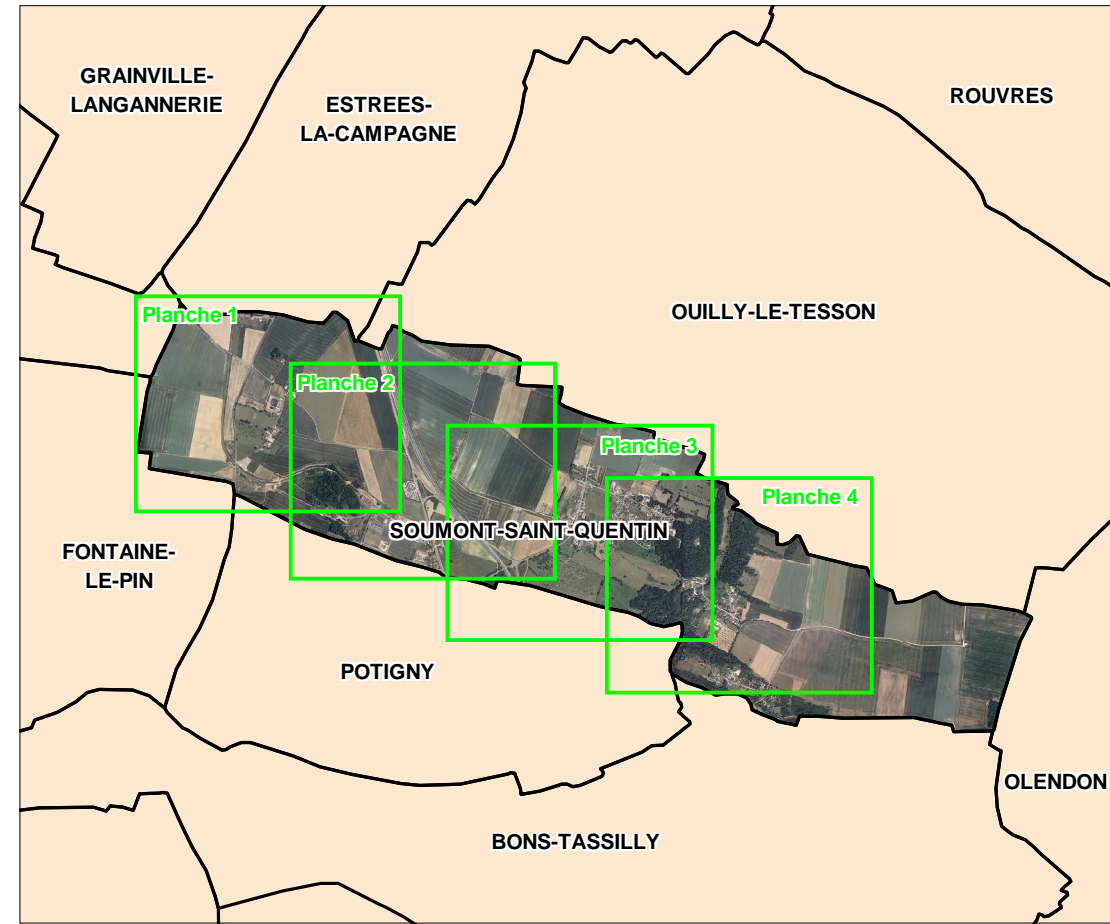 GRAINVILLE-
LANGANNERIE
ESTREES-
LA-CAMPAGNE
ROUVRES
OUILLY-LE-TESSON
Planche 1
Planche 2
Planche 3
Planche 4
SOUMONT-SAINT-QUENTIN
FONTAINE-
LE-PIN
POTIGNY
OLENDON
BONS-TASSILLY